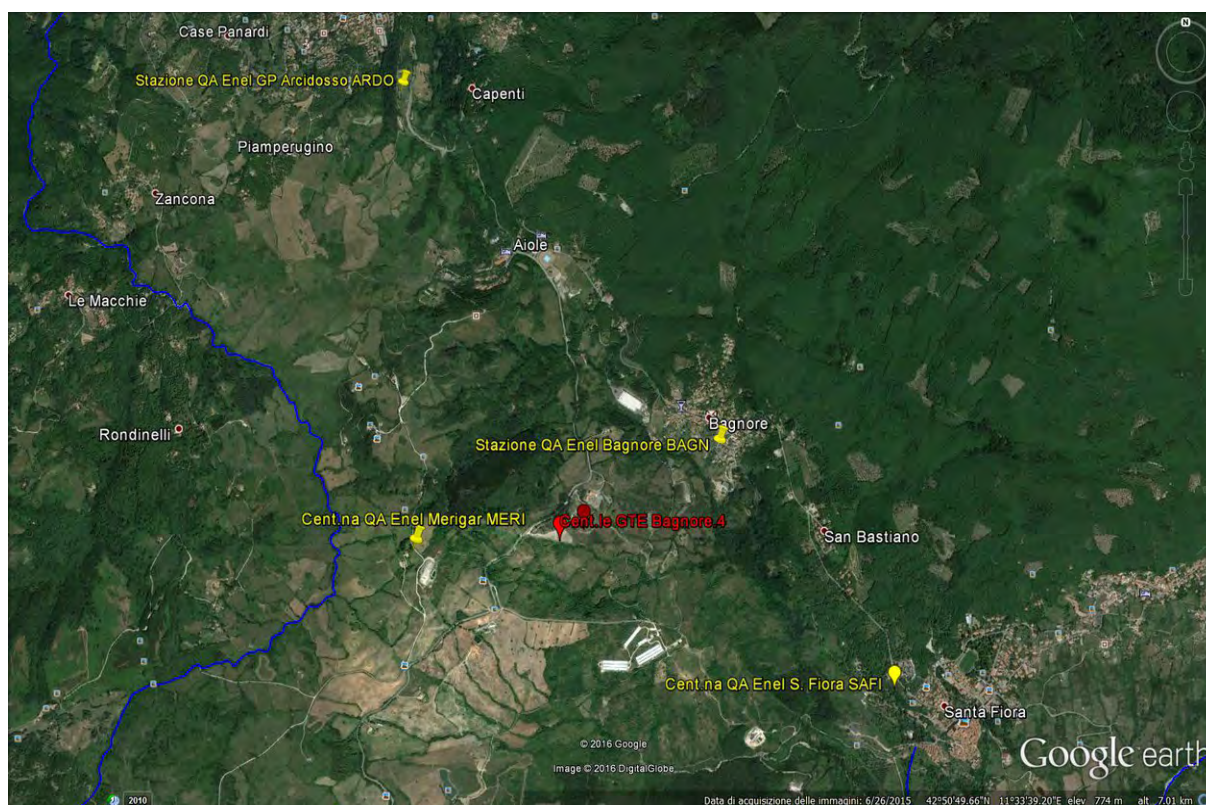 Case Panardi
N
Stazione QA Enel GP Arcidosso ARDO
Capenti
Piamperugino
Zancona
Aiole
Le Macchie
Bagnore
Rondinelli
Stazione QA Enel Bagnore BAGN
Cent.na QA Enel Merigar MERI
Cent.le GTE Bagnore 4
San Bastiano
Cent.na QA Enel S. Fiora SAFI
Santa Fiora
© 2016 Google
Image © 2016 DigitalGlobe
Google earth
2010
Data di acquisizione delle immagini: 6/26/2015 42°50'49.66"N 11°33'39.20"E elev 774 m alt 7.01 km